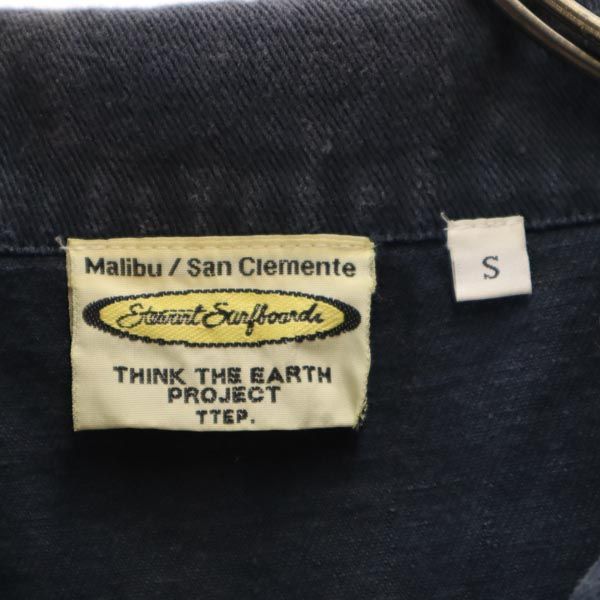 Malibu / San Clemente
Stewart Surfboards
THINK THE EARTH
PROJECT
TTEP.
S